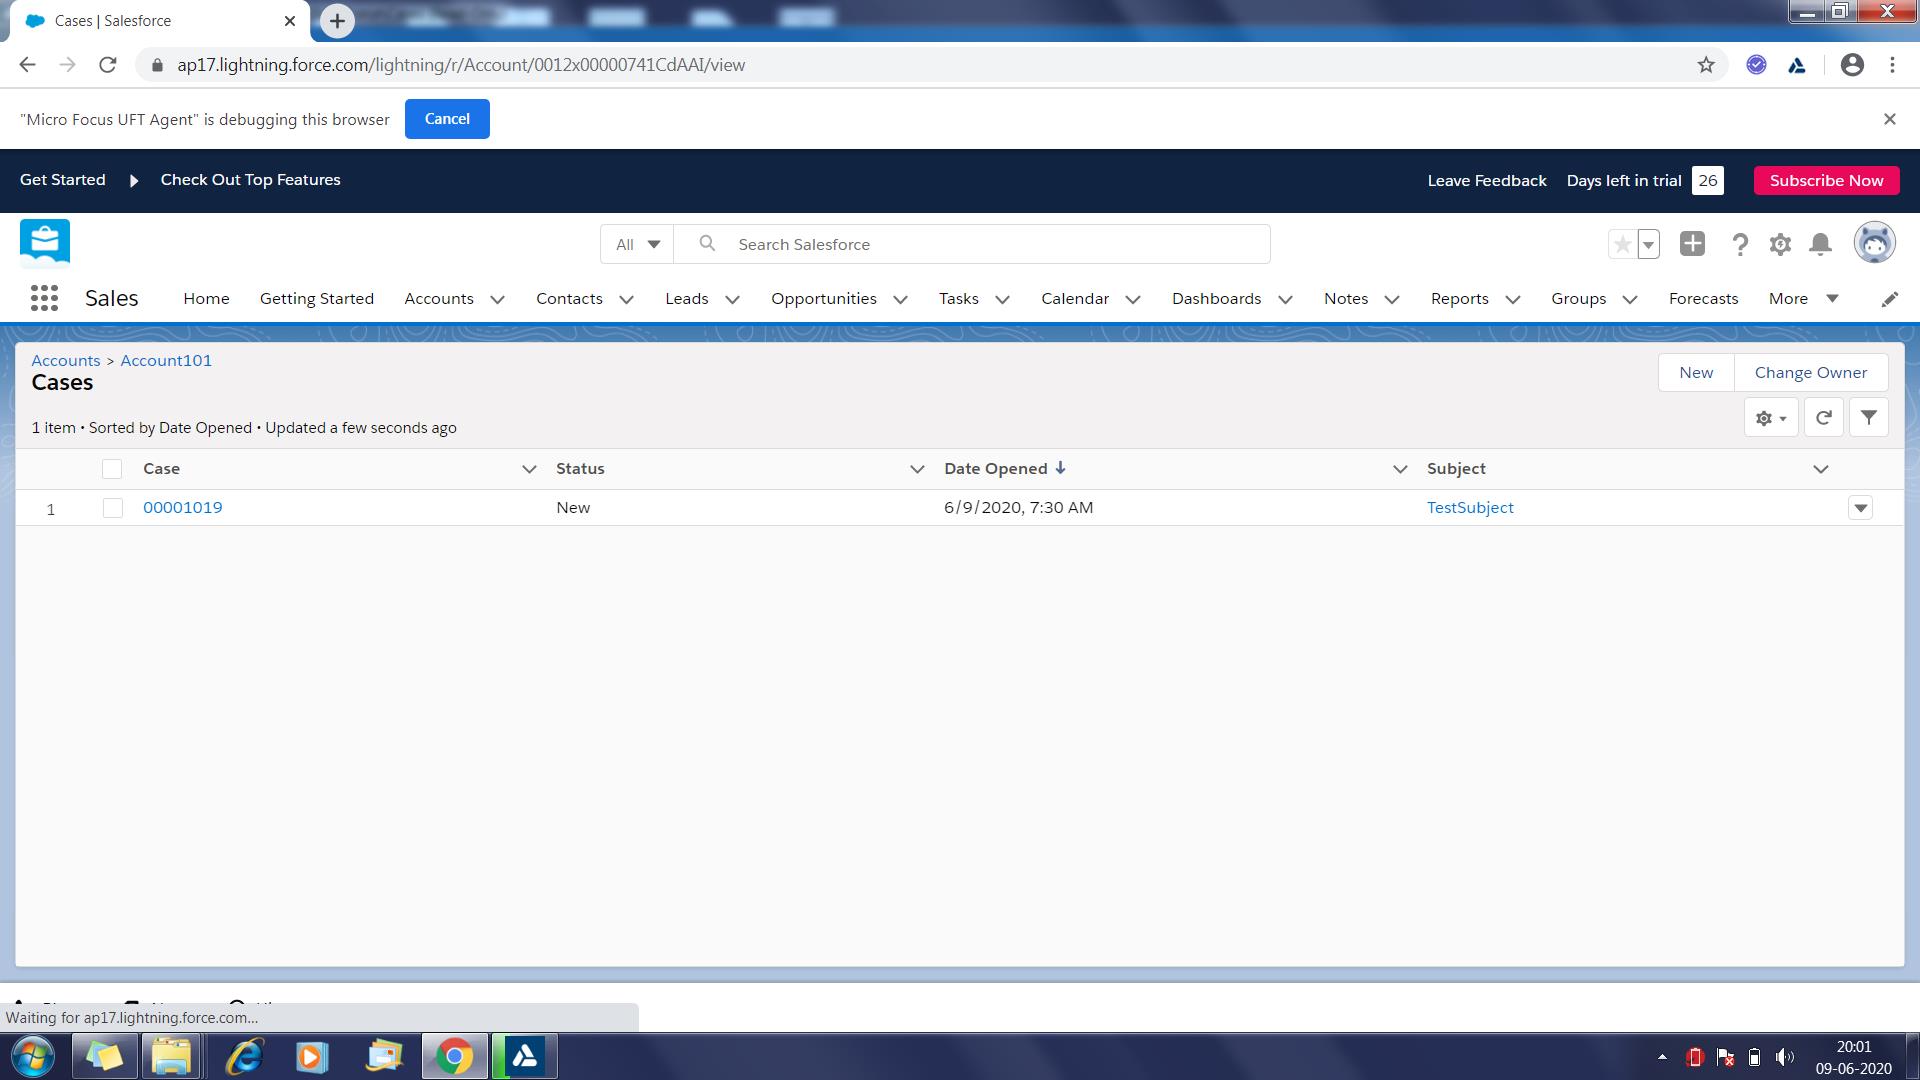 Cases | Salesforce
ap17.lightning.force.com/lightning/r/Account/0012x00000741CdAAI/view
"Micro Focus UFT Agent" is debugging this browser Cancel
Get Started Check Out Top Features Leave Feedback Days left in trial 26 Subscribe Now
All Search Salesforce
Sales Home Getting Started Accounts Contacts Leads Opportunities Tasks Calendar Dashboards Notes Reports Groups Forecasts More
Accounts > Account101
Cases
New Change Owner
1 item • Sorted by Date Opened • Updated a few seconds ago
Case Status Date Opened Subject
1 00001019 New 6/9/2020, 7:30 AM TestSubject
Waiting for ap17.lightning.force.com...
20:01
09-06-2020